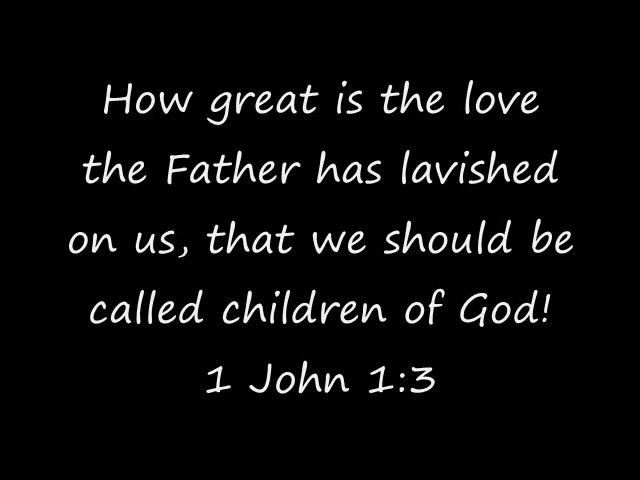 How great is the love
the Father has lavished
on us, that we should be
called children of God!
1 John 1:3